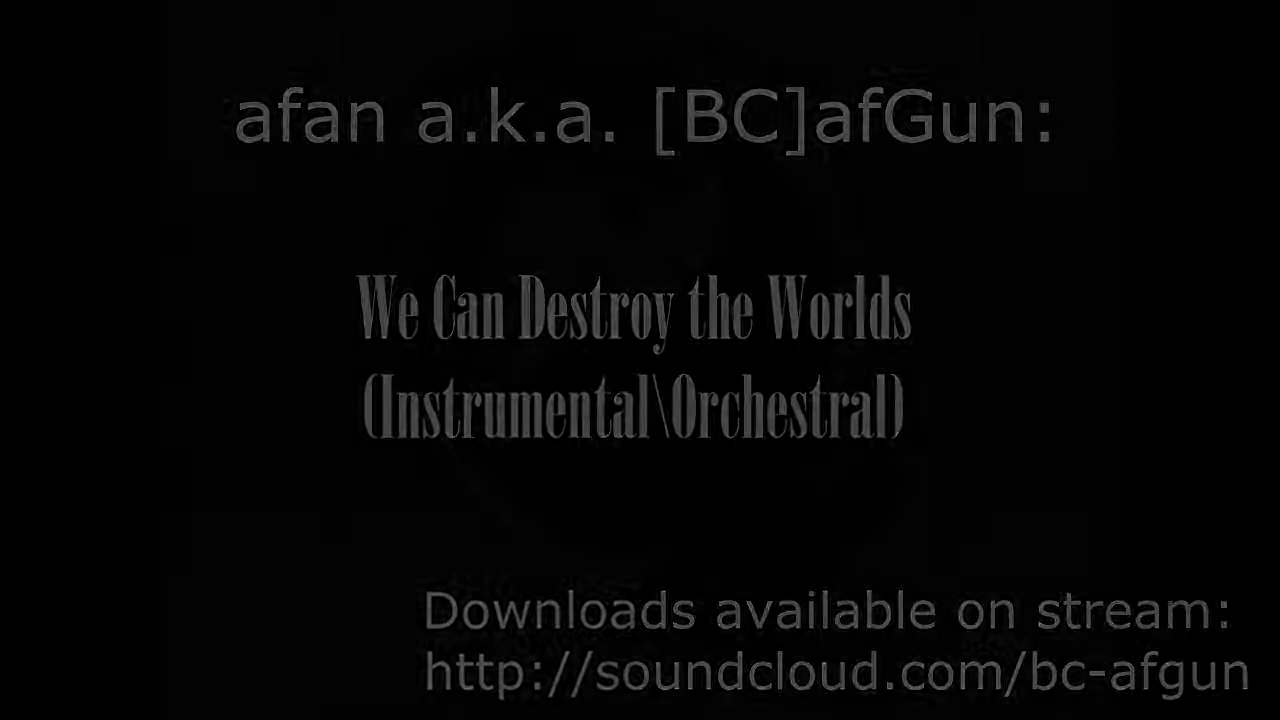 afan a.k.a. [BC]afGun:
We Can Destroy the Worlds
(Instrumental\Orchestral)
Downloads available on stream:
http://soundcloud.com/bc-afgun